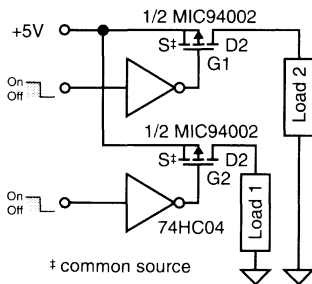 1/2 MIC94002
+5V
S‡ D2
G1
On
Off
Load 2
1/2 MIC94002
S‡ D2
G2
On
Off
Load 1
74HC04
‡ common source